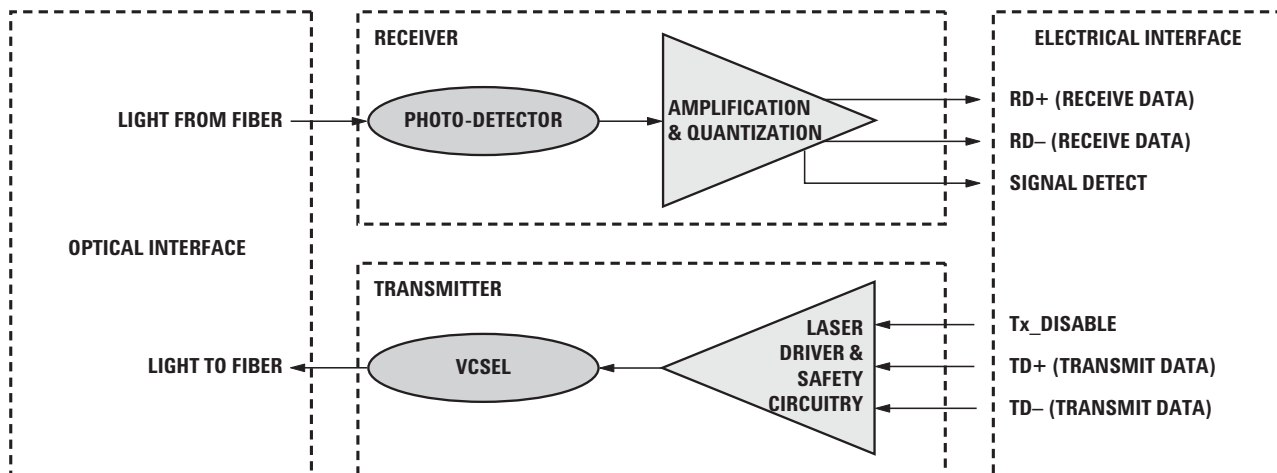 RECEIVER
ELECTRICAL INTERFACE
LIGHT FROM FIBER
PHOTO-DETECTOR
AMPLIFICATION
& QUANTIZATION
RD+ (RECEIVE DATA)
RD– (RECEIVE DATA)
SIGNAL DETECT
OPTICAL INTERFACE
TRANSMITTER
LIGHT TO FIBER
VCSEL
LASER
DRIVER &
SAFETY
CIRCUITRY
Tx_DISABLE
TD+ (TRANSMIT DATA)
TD– (TRANSMIT DATA)